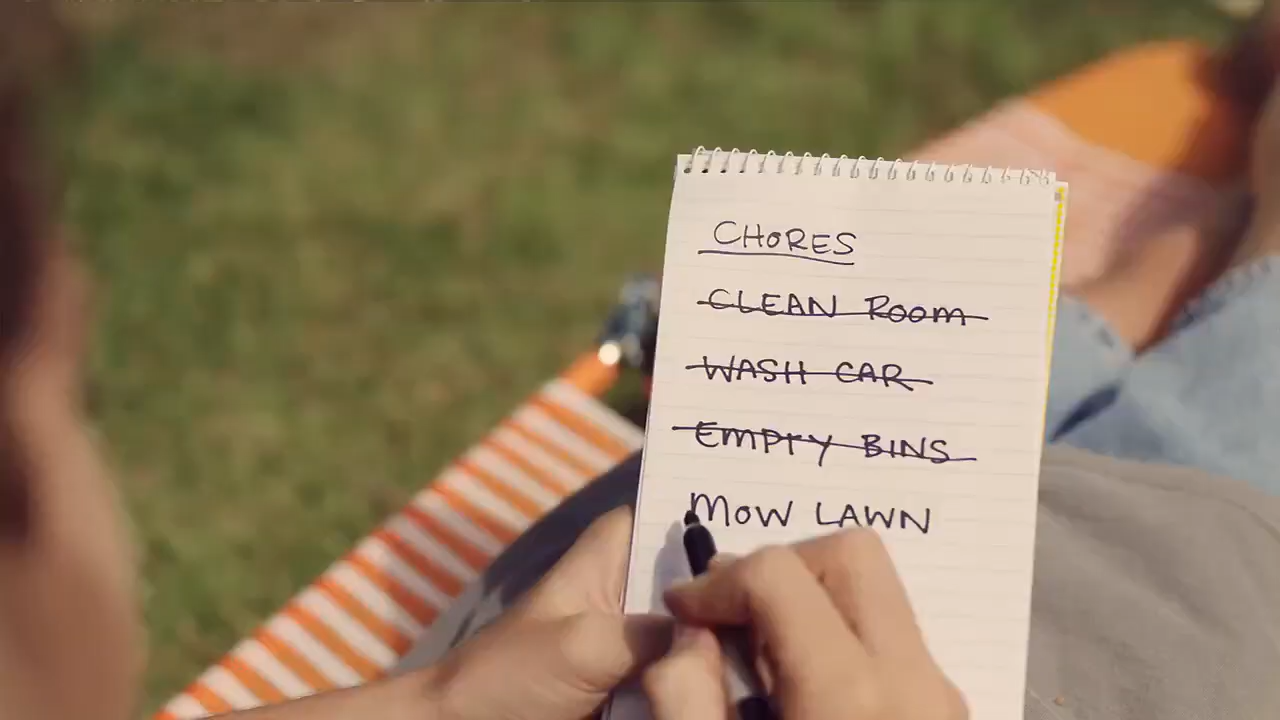 CHORES
CLEAN ROOM
WASH CAR
EMPTY BINS
MOW LAWN